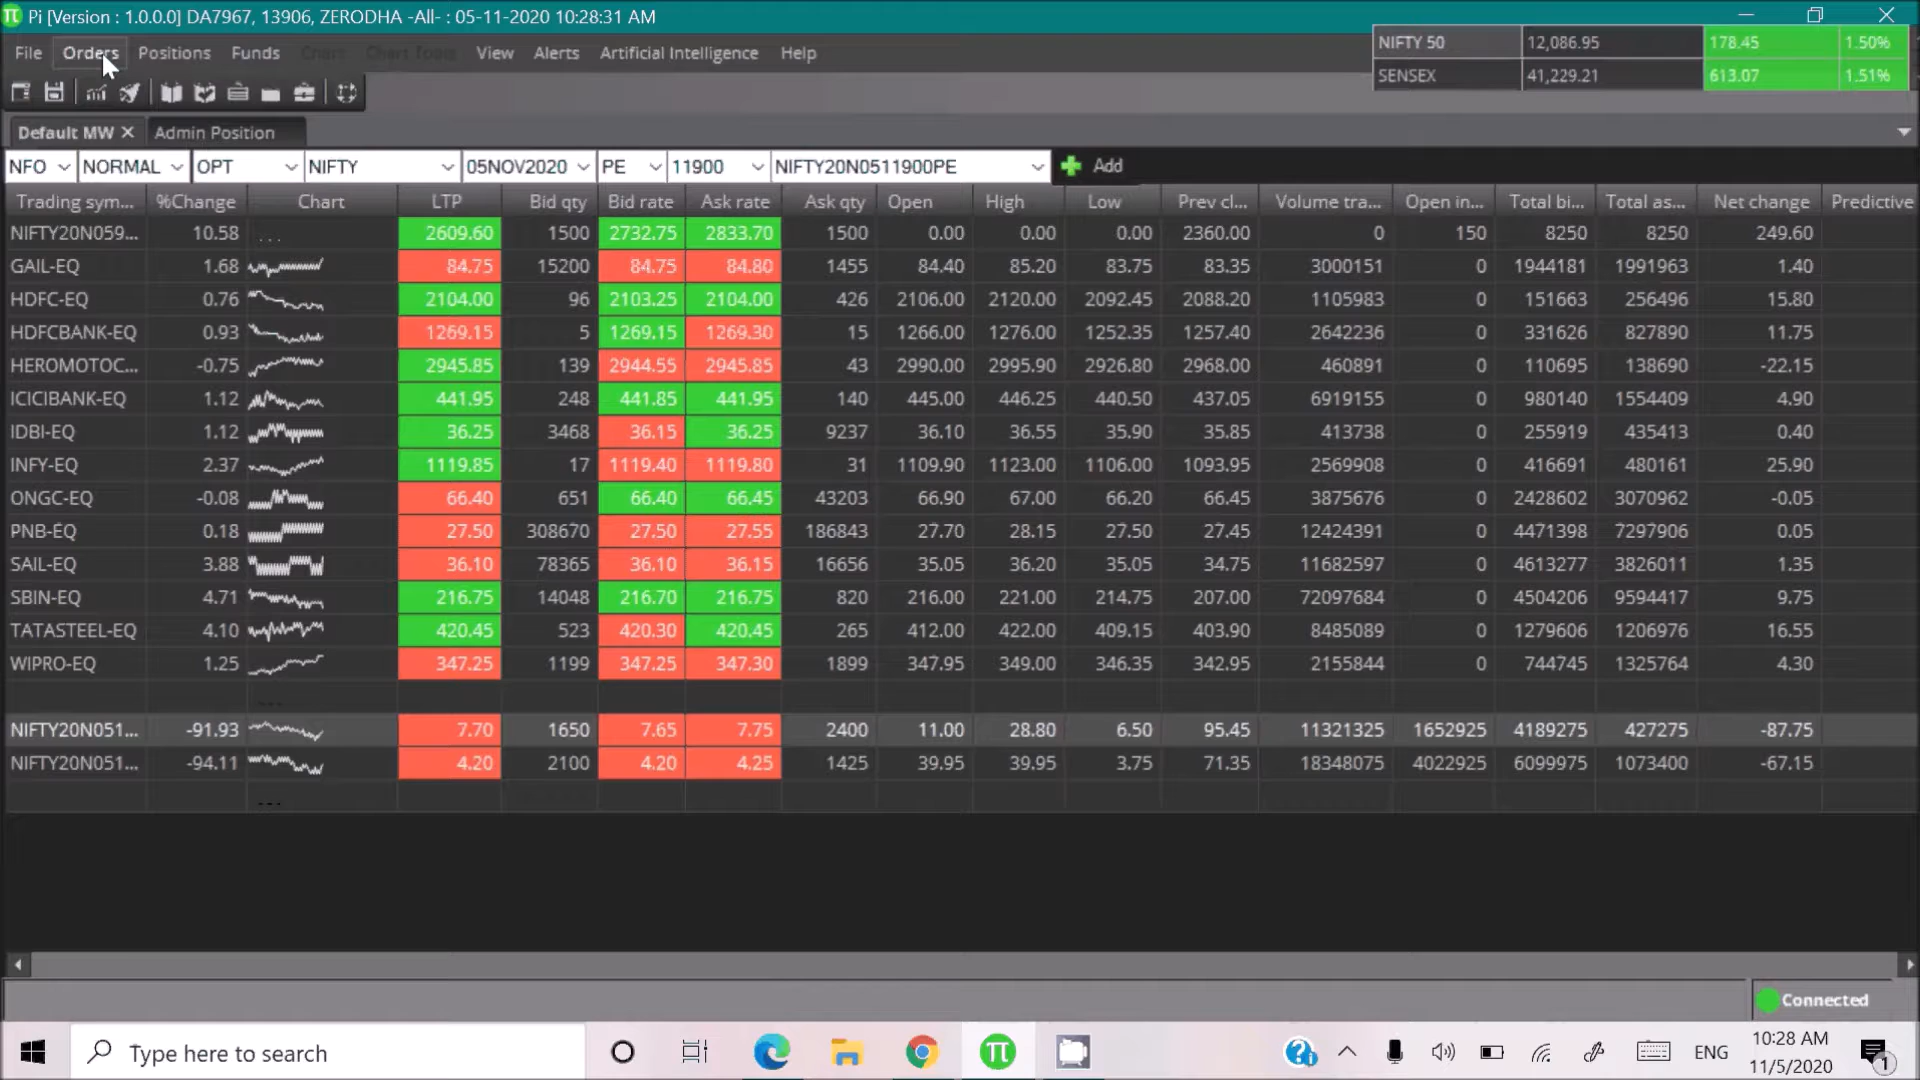 Pi [Version : 1.0.0.0] DA7967, 13906, ZERODHA -All- : 05-11-2020 10:28:31 AM
File Orders Positions Funds Chart Chart Tools View Alerts Artificial Intelligence Help
NIFTY 50 12,086.95 178.45 1.50%
SENSEX 41,229.21 613.07 1.51%
Default MW Admin Position
NFO NORMAL OPT NIFTY 05NOV2020 PE 11900 NIFTY20N0511900PE Add
Trading sym... %Change Chart LTP Bid qty Bid rate Ask rate Ask qty Open High Low Prev cl... Volume tra... Open in... Total bi... Total as... Net change Predictive
NIFTY20N059... 10.58 ... 2609.60 1500 2732.75 2833.70 1500 0.00 0.00 0.00 2360.00 0 150 8250 8250 249.60
GAIL-EQ 1.68 84.75 15200 84.75 84.80 1455 84.40 85.20 83.75 83.35 3000151 0 1944181 1991963 1.40
HDFC-EQ 0.76 2104.00 96 2103.25 2104.00 426 2106.00 2120.00 2092.45 2088.20 1105983 0 151663 256496 15.80
HDFCBANK-EQ 0.93 1269.15 5 1269.15 1269.30 15 1266.00 1276.00 1252.35 1257.40 2642236 0 331626 827890 11.75
HEROMOTOC... -0.75 2945.85 139 2944.55 2945.85 43 2990.00 2995.90 2926.80 2968.00 460891 0 110695 138690 -22.15
ICICIBANK-EQ 1.12 441.95 248 441.85 441.95 140 445.00 446.25 440.50 437.05 6919155 0 980140 1554409 4.90
IDBI-EQ 1.12 36.25 3468 36.15 36.25 9237 36.10 36.55 35.90 35.85 413738 0 255919 435413 0.40
INFY-EQ 2.37 1119.85 17 1119.40 1119.80 31 1109.90 1123.00 1106.00 1093.95 2569908 0 416691 480161 25.90
ONGC-EQ -0.08 66.40 651 66.40 66.45 43203 66.90 67.00 66.20 66.45 3875676 0 2428602 3070962 -0.05
PNB-EQ 0.18 27.50 308670 27.50 27.55 186843 27.70 28.15 27.50 27.45 12424391 0 4471398 7297906 0.05
SAIL-EQ 3.88 36.10 78365 36.10 36.15 16656 35.05 36.20 35.05 34.75 11682597 0 4613277 3826011 1.35
SBIN-EQ 4.71 216.75 14048 216.70 216.75 820 216.00 221.00 214.75 207.00 72097684 0 4504206 9594417 9.75
TATASTEEL-EQ 4.10 420.45 523 420.30 420.45 265 412.00 422.00 409.15 403.90 8485089 0 1279606 1206976 16.55
WIPRO-EQ 1.25 347.25 1199 347.25 347.30 1899 347.95 349.00 346.35 342.95 2155844 0 744745 1325764 4.30
...
NIFTY20N051... -91.93 7.70 1650 7.65 7.75 2400 11.00 28.80 6.50 95.45 11321325 1652925 4189275 427275 -87.75
NIFTY20N051... -94.11 4.20 2100 4.20 4.25 1425 39.95 39.95 3.75 71.35 18348075 4022925 6099975 1073400 -67.15
...
Connected
Type here to search ENG 10:28 AM
11/5/2020 1